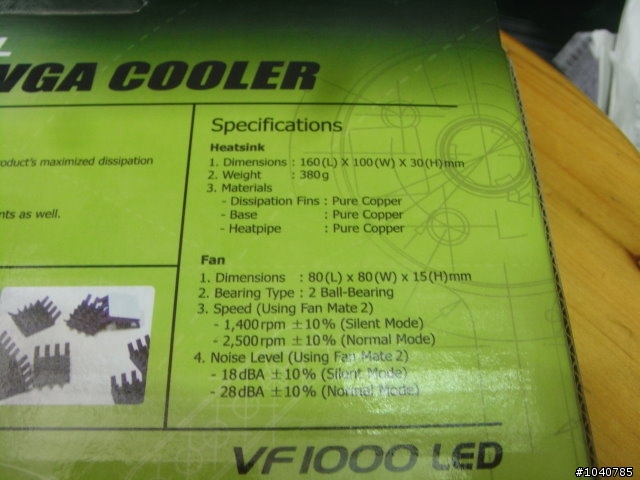 VGA COOLER
oduct's maximized dissipation
nts as well.
Specifications
Heatsink
1. Dimensions : 160(L) X 100(W) X 30(H)mm
2. Weight : 380g
3. Materials
- Dissipation Fins : Pure Copper
- Base : Pure Copper
- Heatpipe : Pure Copper
Fan
1. Dimensions : 80(L) x 80(W) x 15(H)mm
2. Bearing Type : 2 Ball-Bearing
3. Speed (Using Fan Mate 2)
- 1,400rpm ±10% (Silent Mode)
- 2,500rpm ±10% (Normal Mode)
4. Noise Level (Using Fan Mate 2)
- 18dBA ±10% (Silent Mode)
- 28dBA ±10% (Normal Mode)
VF1000 LED
#1040785